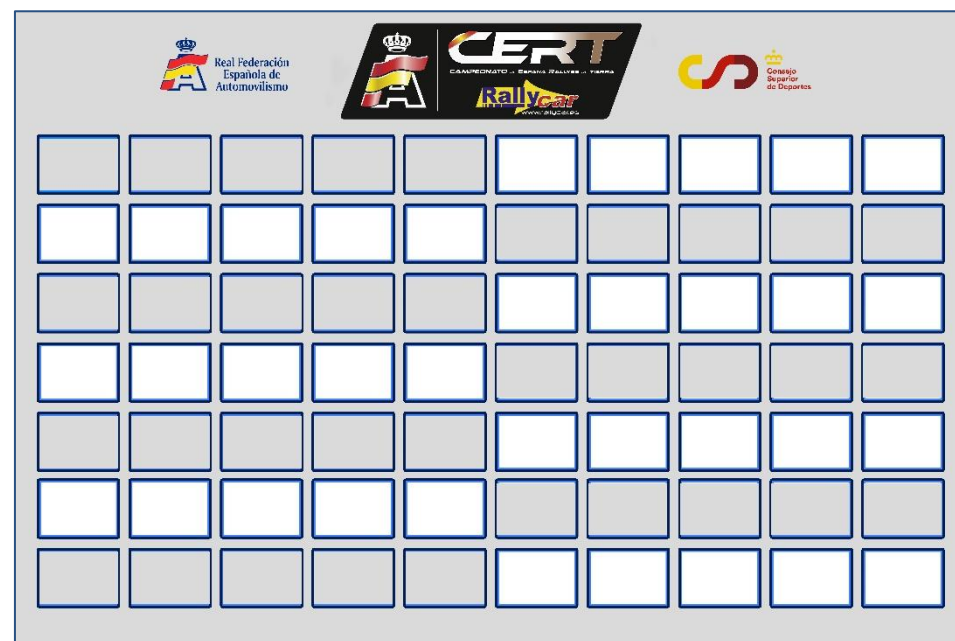 Real Federación
Española de
Automovilismo
CERT
CAMPEONATO DE ESPAÑA RALLYES DE TIERRA
Rallycar
www.rallycar.es
Consejo
Superior
de Deportes